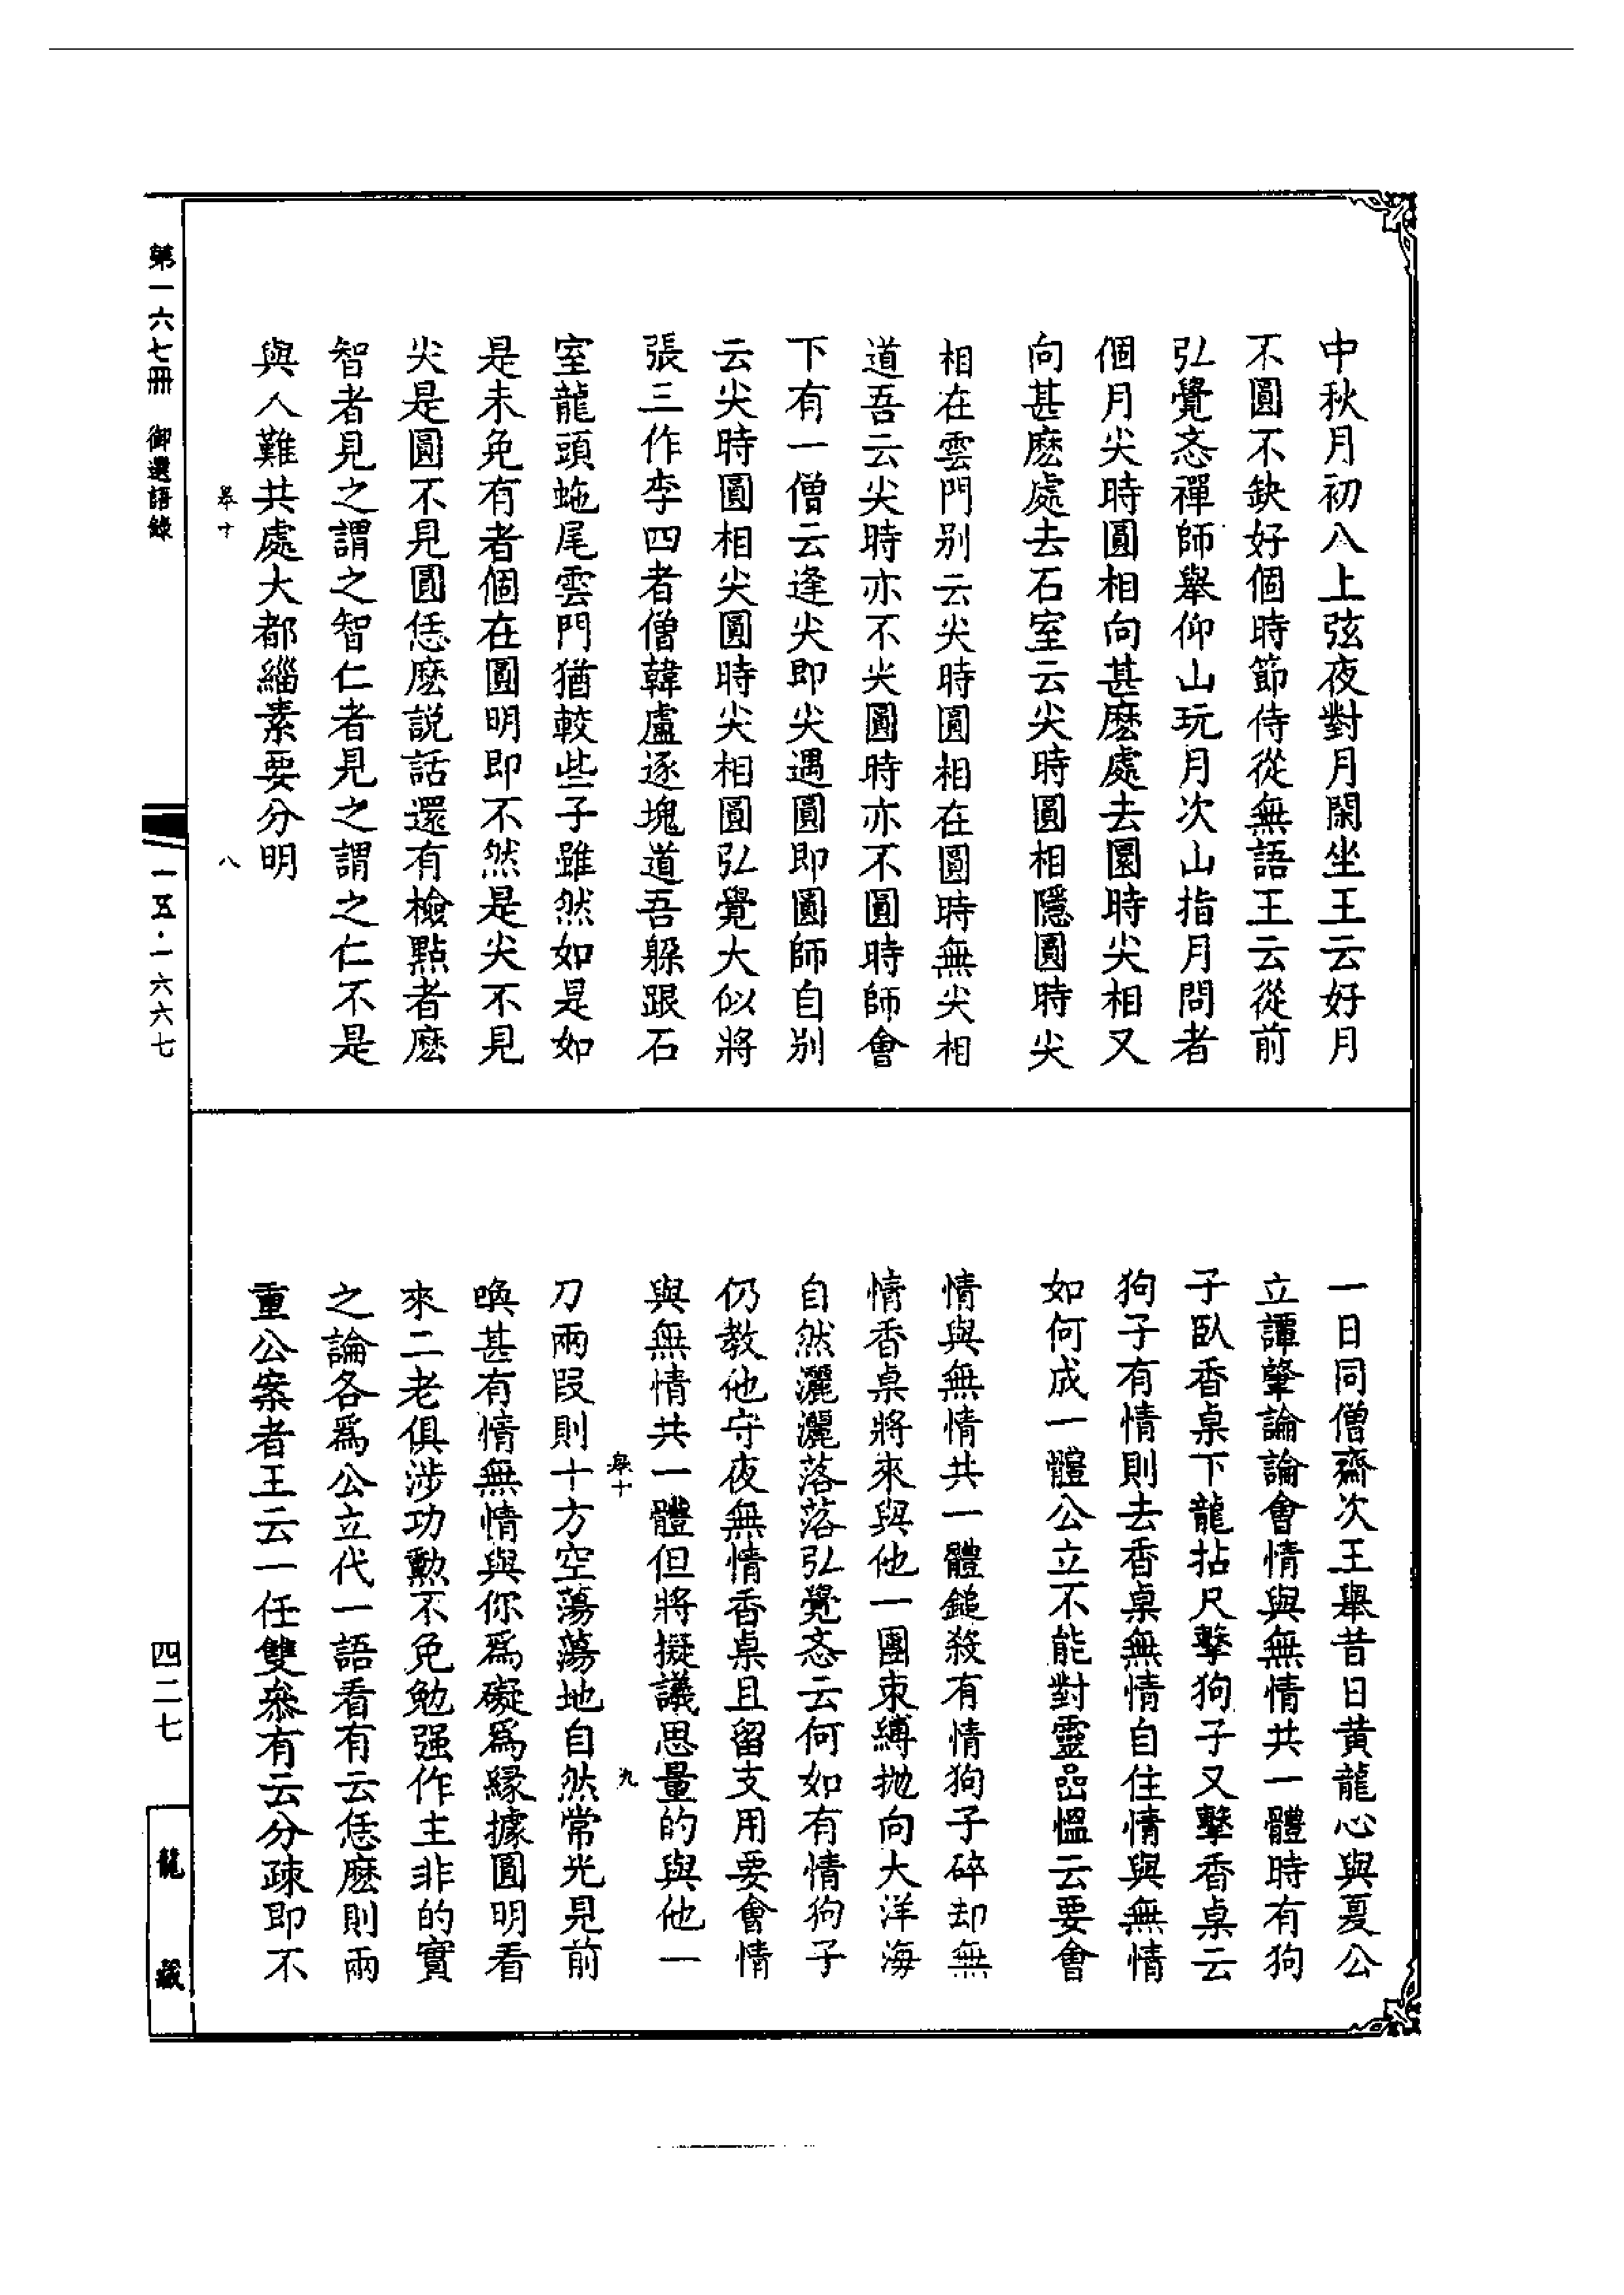 中秋月初八上弦夜對月閑坐王云好月
不圓不缺好個時節侍從無語王云從前
弘覺忞禪師舉仰山玩月次山指月問者
個月尖時圓相向甚麽處去圓時尖相又
向甚麽處去石室云尖時圓相隱圓時尖
相在雲門别云尖時圓相在圓時無尖相
道吾云尖時亦不尖圓時亦不圓時師會
下有一僧云逢尖即尖遇圓即圓師自别
云尖時圓相尖圓時尖相圓弘覺大似將
張三作李四者僧韓盧逐塊道吾躲跟石
室龍頭虵尾雲門猶較些子雖然如是如
是未免有者個在圓明即不然是尖不見
尖是圓不見圓恁麽説話還有檢點者麽
智者見之謂之智仁者見之謂之仁不是
與人難共處大都緇素要分明
皋十 八
一日同僧齋次王舉昔日黄龍心與夏公
立譚肇論論會情與無情共一體時有狗
子臥香桌下龍拈尺擊狗子又擊香桌云
狗子有情則去香桌無情自住情與無情
如何成一體公立不能對靈嵒愠云要會
情與無情共一體鎚殺有情狗子碎却無
情香桌將來與他一團束縛抛向大洋海
自然灑灑落落弘覺忞云何如有情狗子
仍教他守夜無情香桌且留支用要會情
與無情共一體但將擬議思量的與他一
皋十 九
刀兩段則十方空蕩蕩地自然常光見前
喚甚有情無情與你爲礙爲緣據圓明看
來二老俱涉功勲不免勉强作主非的實
之論各爲公立代一語看有云恁麽則兩
重公案者王云一任雙叅有云分疎即不
第一六七冊 御選語錄
一五·一六六七
四二七
龍藏